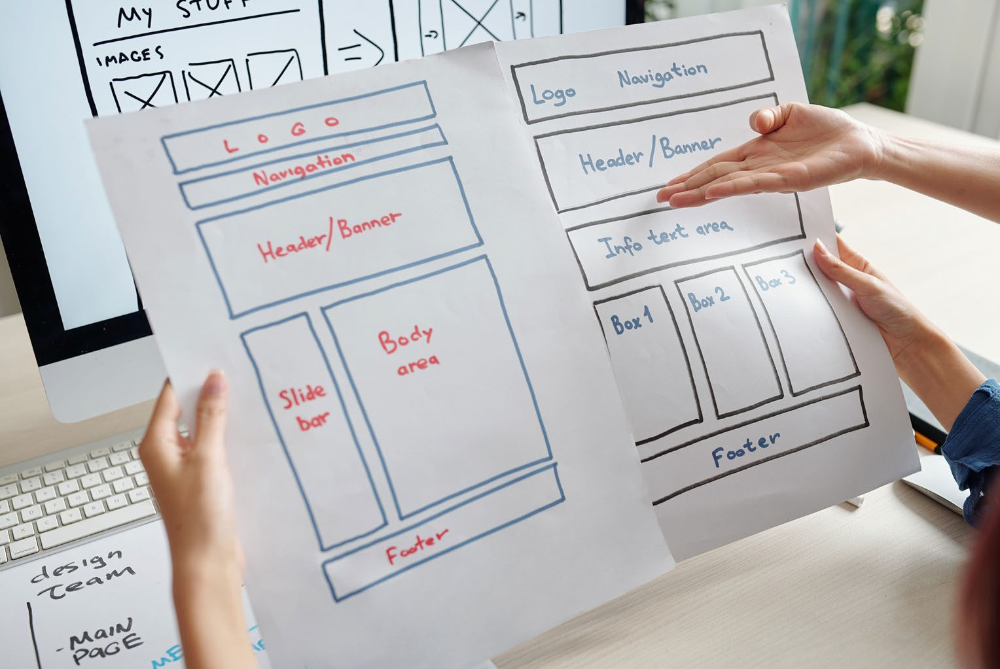 My STUFF
IMAGES
LOGO
Navigation
Header/Banner
Slide
bar
Body
area
Footer
Logo Navigation
Header/Banner
Info text area
Box 1
Box 2
Box 3
Footer
design
Team
- MAIN
PAGE
command